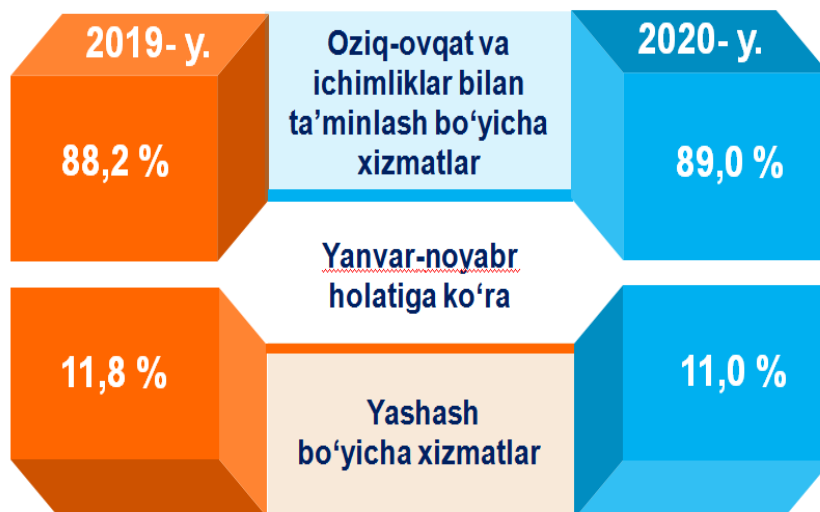 2019- y.
Oziq-ovqat va
ichimliklar bilan
ta’minlash bo‘yicha
xizmatlar
2020- y.
88,2 %
89,0 %
Yanvar-noyabr
holatiga ko‘ra
11,8 %
11,0 %
Yashash
bo‘yicha xizmatlar